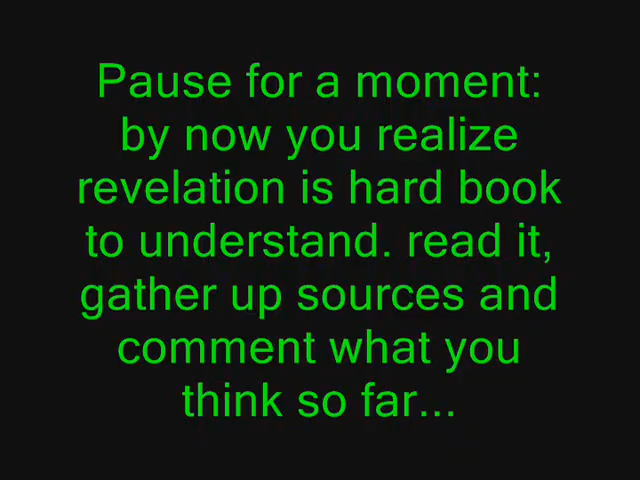 Pause for a moment:
by now you realize
revelation is hard book
to understand. read it,
gather up sources and
comment what you
think so far...